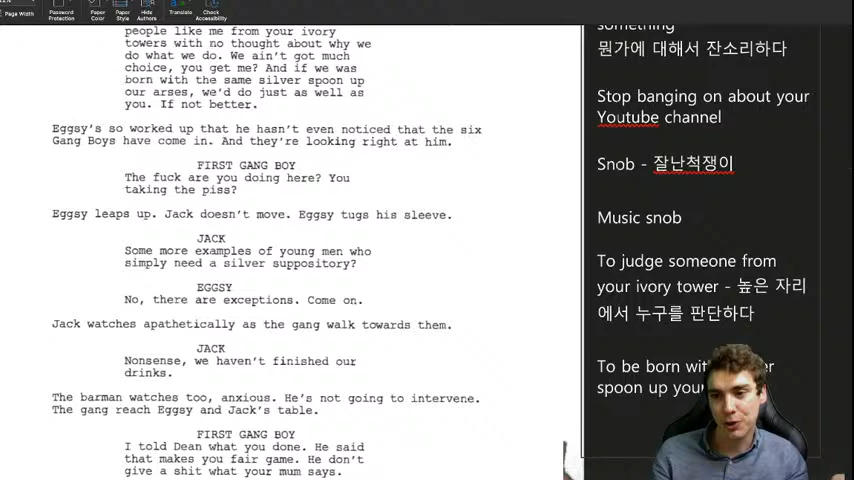 Page Width
Password
Protection
Paper
Color
Paper
Style
Hide
Authors
Translate
Check
Accessibility
people like me from your ivory
towers with no thought about why we
do what we do. We ain't got much
choice, you get me? And if we was
born with the same silver spoon up
our arses, we'd do just as well as
you. If not better.
Eggsy's so worked up that he hasn't even noticed that the six
Gang Boys have come in. And they're looking right at him.
FIRST GANG BOY
The fuck are you doing here? You
taking the piss?
Eggsy leaps up. Jack doesn't move. Eggsy tugs his sleeve.
JACK
Some more examples of young men who
simply need a silver suppository?
EGGSY
No, there are exceptions. Come on.
Jack watches apathetically as the gang walk towards them.
JACK
Nonsense, we haven't finished our
drinks.
The barman watches too, anxious. He's not going to intervene.
The gang reach Eggsy and Jack's table.
FIRST GANG BOY
I told Dean what you done. He said
that makes you fair game. He don't
give a shit what your mum says.
something
뭔가에 대해서 잔소리하다
Stop banging on about your
Youtube channel
Snob - 잘난척쟁이
Music snob
To judge someone from
your ivory tower - 높은 자리
에서 누구를 판단하다
To be born with
spoon up